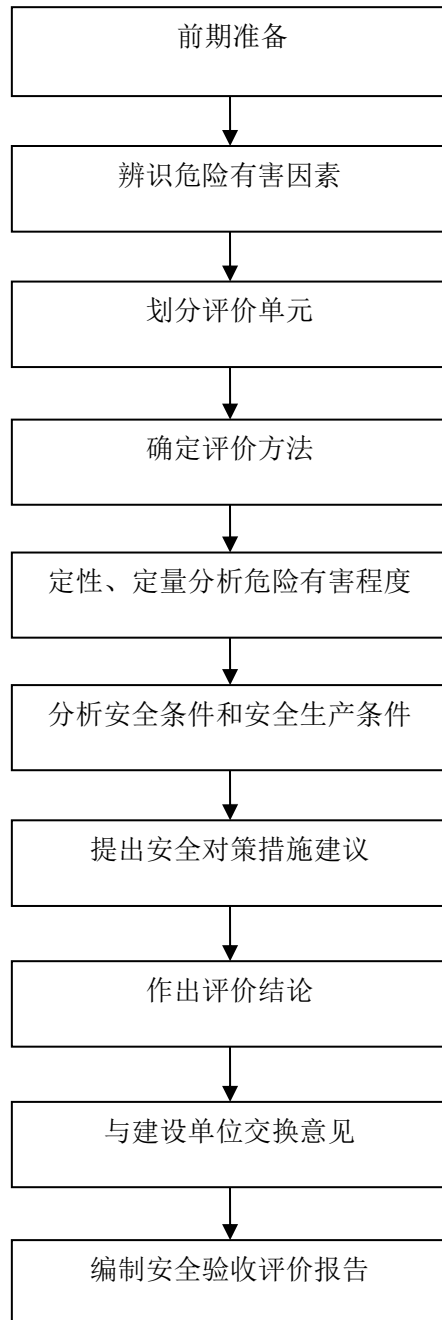 前期准备
辨识危险有害因素
划分评价单元
确定评价方法
定性、定量分析危险有害程度
分析安全条件和安全生产条件
提出安全对策措施建议
作出评价结论
与建设单位交换意见
编制安全验收评价报告